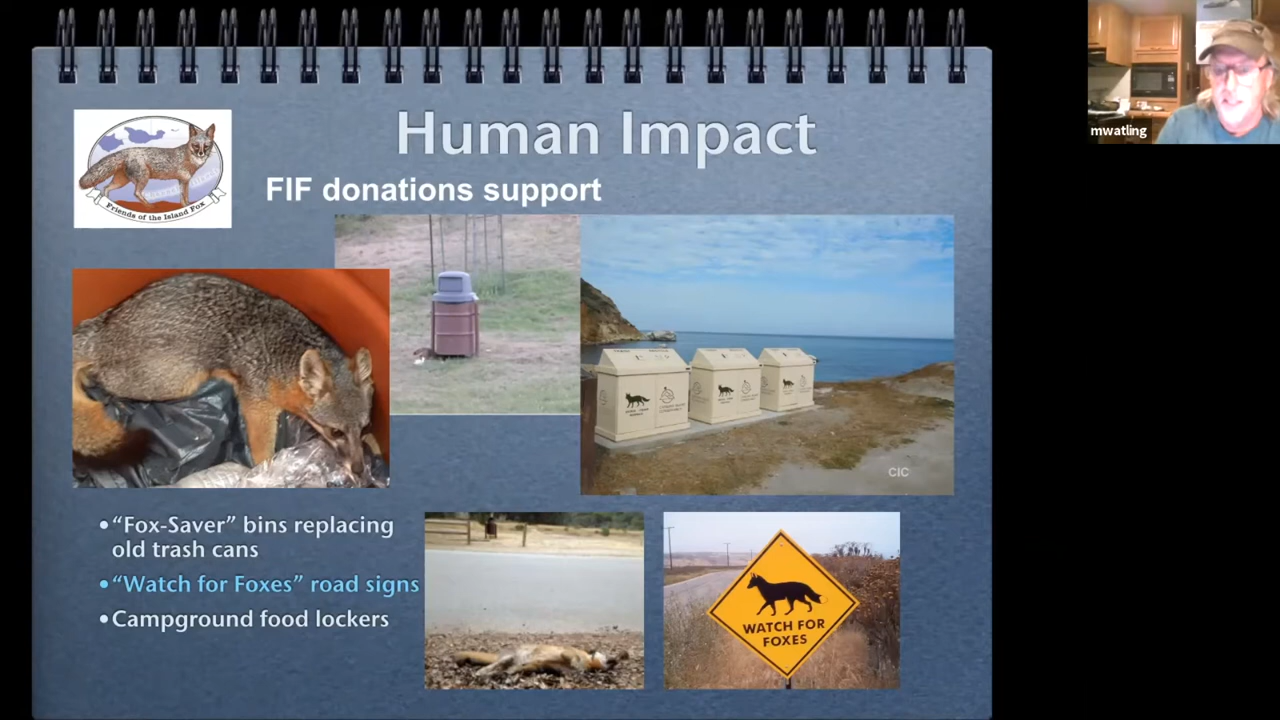 mwatling
Human Impact
Friends of the Island Fox
FIF donations support
CIC
•“Fox-Saver” bins replacing
old trash cans
•“Watch for Foxes” road signs
•Campground food lockers
WATCH FOR
FOXES